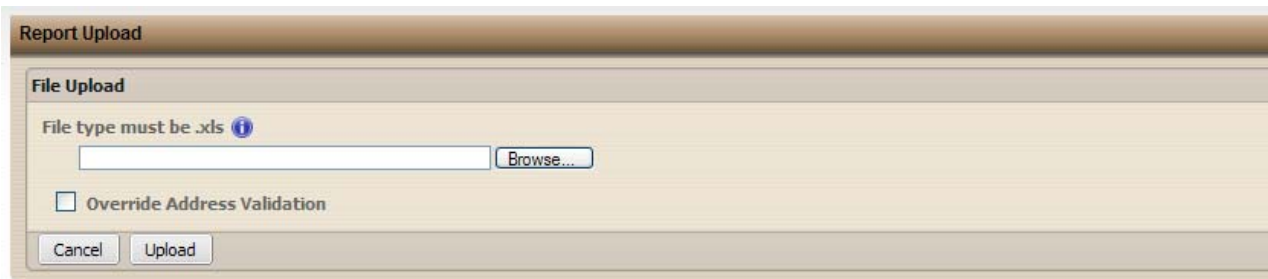 Report Upload
File Upload
File type must be .xls
Browse...
Override Address Validation
Cancel Upload